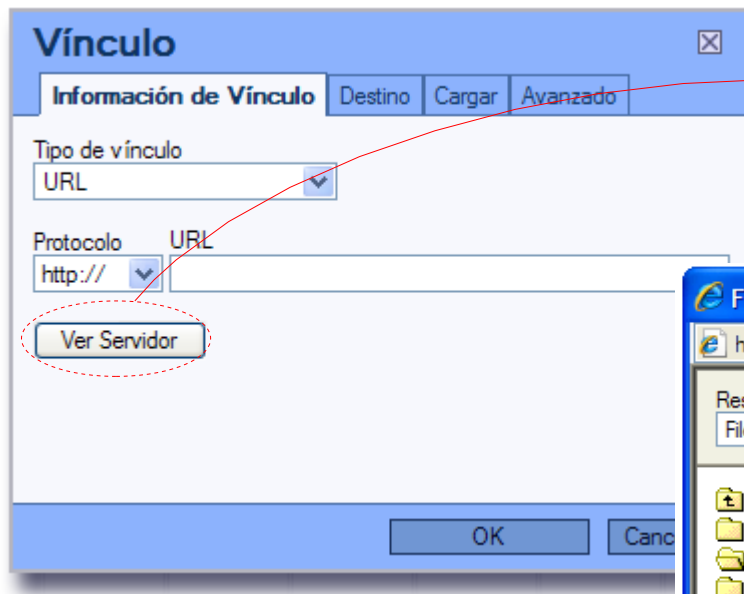 Vínculo
Información de Vínculo Destino Cargar Avanzado
Tipo de vínculo
URL
Protocolo URL
http://
Ver Servidor
OK